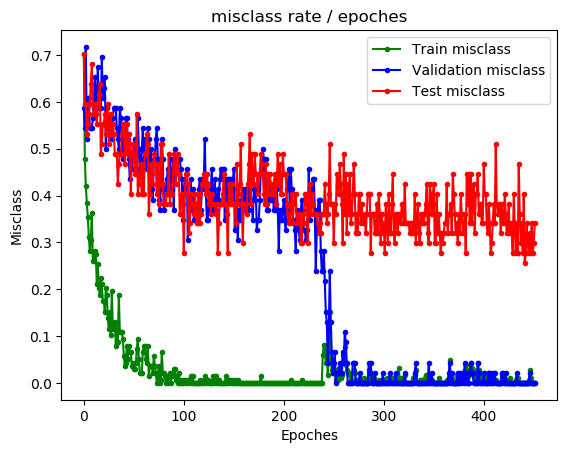 misclass rate / epoches
Train misclass
Validation misclass
Test misclass
0.7
0.6
0.5
0.4
0.3
0.2
0.1
0.0
Misclass
0 100 200 300 400
Epoches